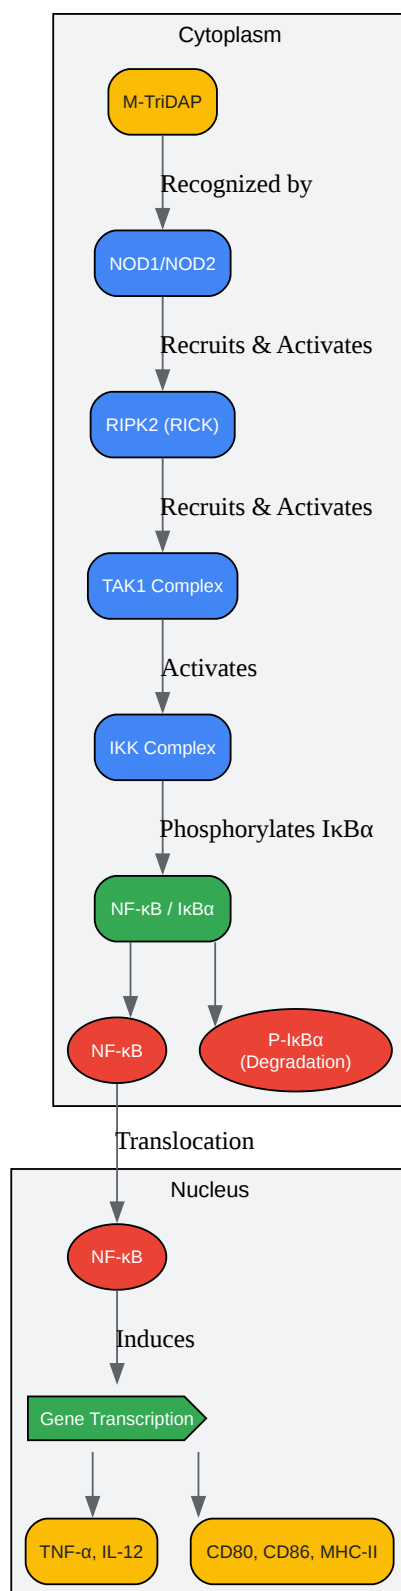 Cytoplasm
M-TriDAP
Recognized by
NOD1/NOD2
Recruits & Activates
RIPK2 (RICK)
Recruits & Activates
TAK1 Complex
Activates
IKK Complex
Phosphorylates IκBα
NF-κB / IκBα
NF-κB
P-IκBα
(Degradation)
Translocation
Nucleus
NF-κB
Induces
Gene Transcription
TNF-α, IL-12
CD80, CD86, MHC-II